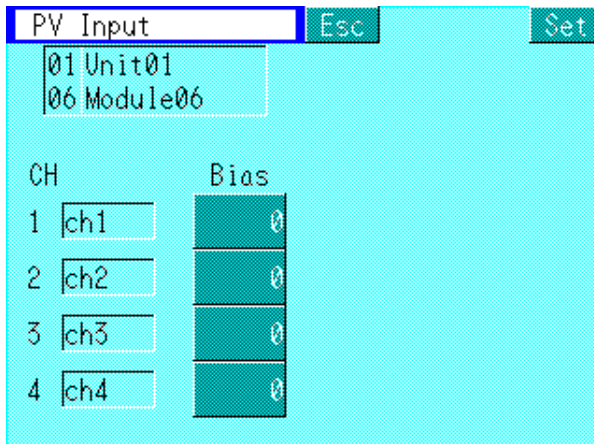 PV Input Esc Set
01 Unit01
06 Module06
CH Bias
1 ch1 0
2 ch2 0
3 ch3 0
4 ch4 0